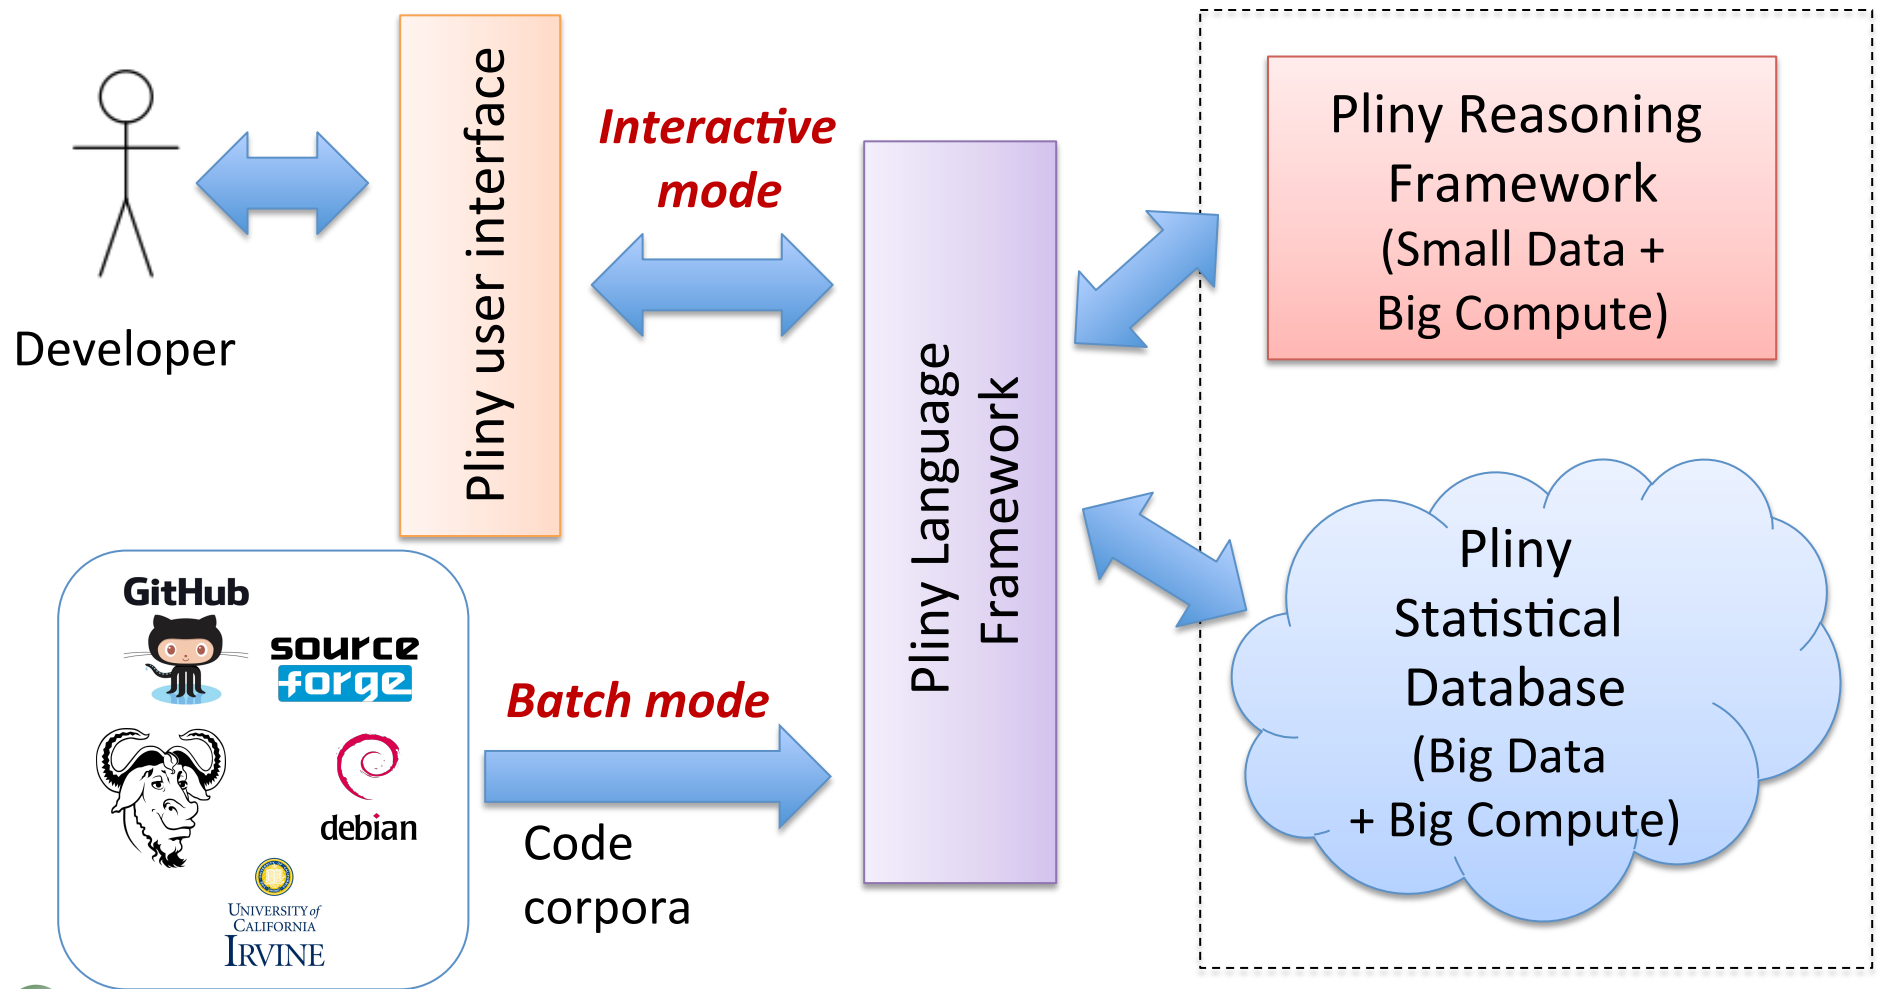 Developer
Pliny user interface
Interactive
mode
Pliny Language
Framework
Pliny Reasoning
Framework
(Small Data +
Big Compute)
Pliny
Statistical
Database
(Big Data
+ Big Compute)
GitHub
source
forge
debian
UNIVERSITY of
CALIFORNIA
IRVINE
Batch mode
Code
corpora